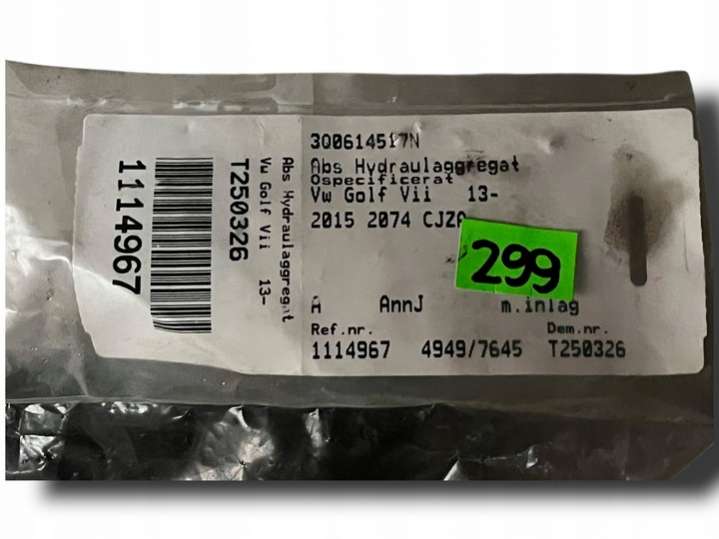 3Q0614517N
Abs Hydraulaggregat
Ospecificerat
Vw Golf Vii 13-
2015 2074 CJZA
299
A AnnJ m.inlag
Ref.nr. Dem.nr.
1114967 4949/7645 T250326
Abs Hydraulaggregat
Vw Golf Vii 13-
T250326
1114967